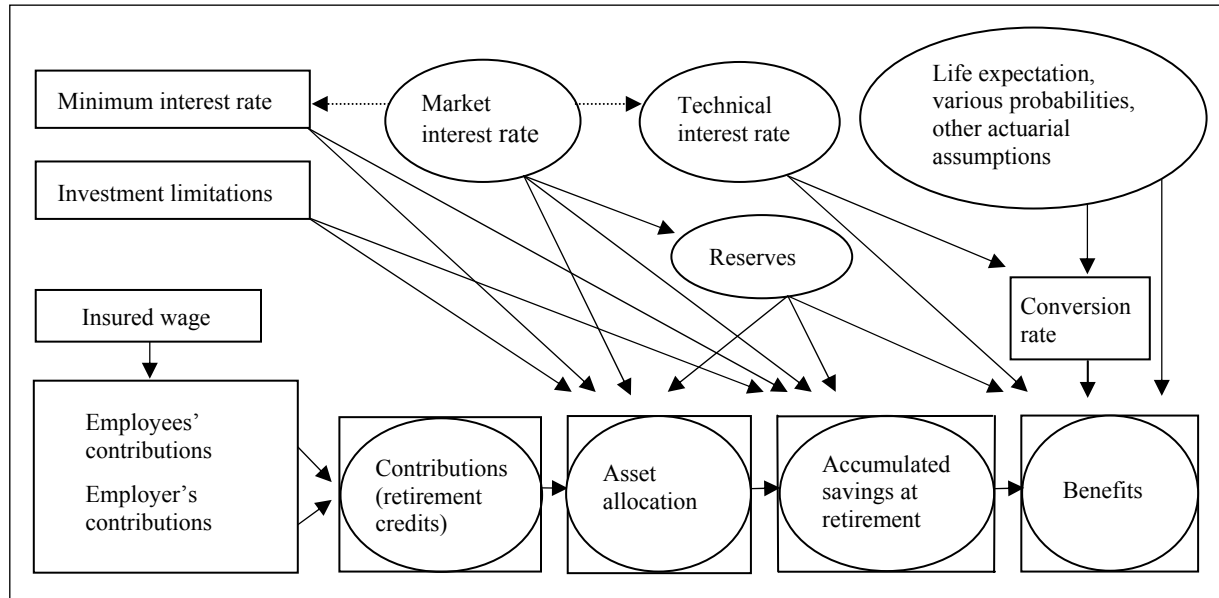 Minimum interest rate
Market
interest rate
Technical
interest rate
Life expectation,
various probabilities,
other actuarial
assumptions
Investment limitations
Reserves
Insured wage
Conversion
rate
Employees’
contributions
Employer’s
contributions
Contributions
(retirement
credits)
Asset
allocation
Accumulated
savings at
retirement
Benefits